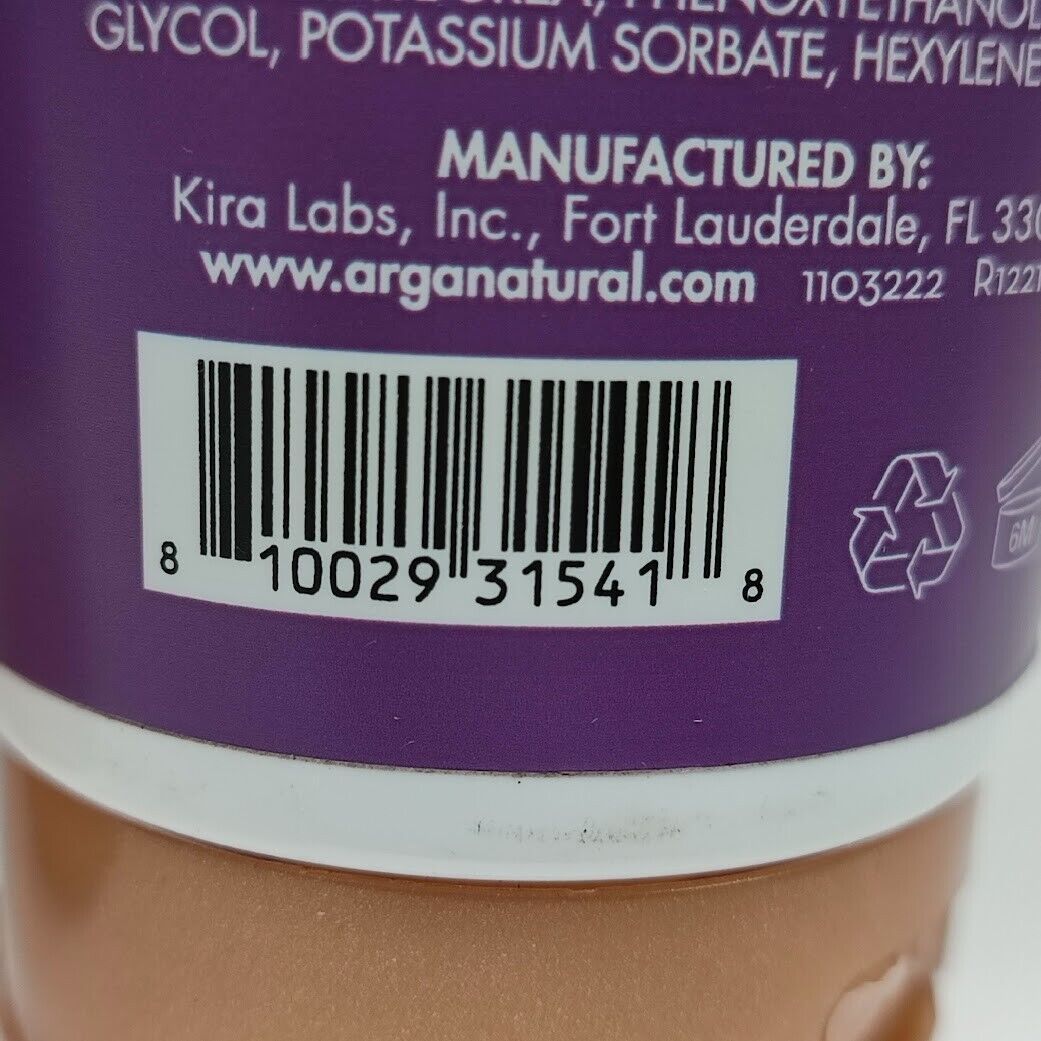 GLYCOL, POTASSIUM SORBATE, HEXYLENE
MANUFACTURED BY:
Kira Labs, Inc., Fort Lauderdale, FL
www.arganatural.com 1103222
8 10029 31541 8
6M